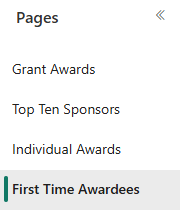 Pages
Grant Awards
Top Ten Sponsors
Individual Awards
First Time Awardees